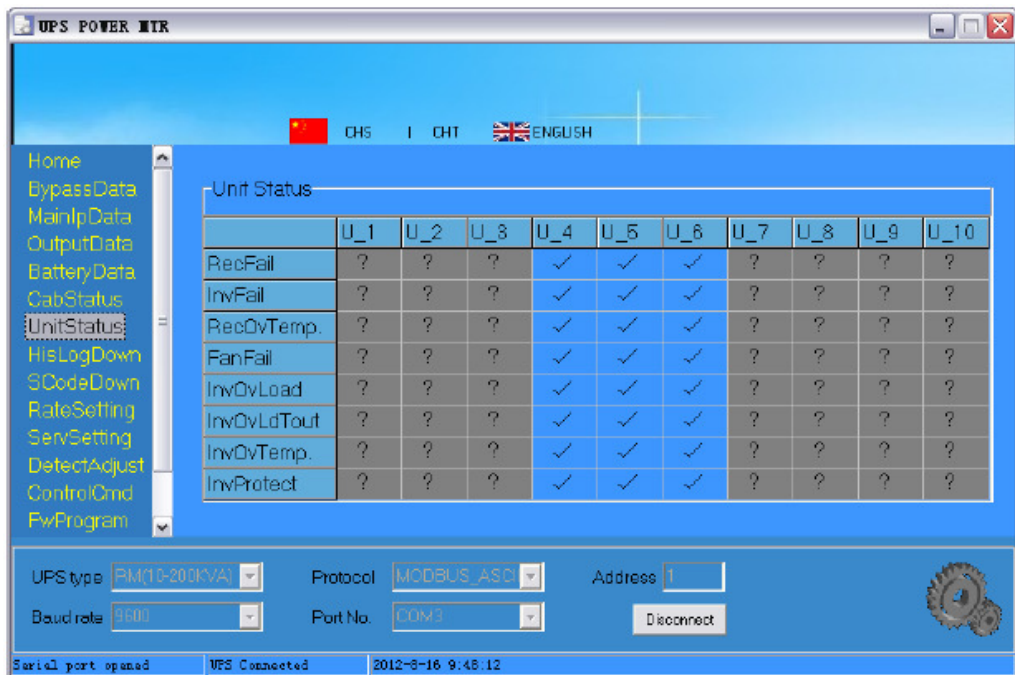 UPS POWER MTR
CHS | CHT ENGLISH
Home
BypassData
MainIpData
OutputData
BatteryData
CabStatus
UnitStatus
HisLogDown
SCodeDown
RateSetting
ServSetting
DetectAdjust
ControlCmd
FwProgram
Unit Status
U_1 U_2 U_3 U_4 U_5 U_6 U_7 U_8 U_9 U_10
RecFail ? ? ? ✓ ✓ ✓ ? ? ? ?
InvFail ? ? ? ✓ ✓ ✓ ? ? ? ?
RecOvTemp. ? ? ? ✓ ✓ ✓ ? ? ? ?
FanFail ? ? ? ✓ ✓ ✓ ? ? ? ?
InvOvLoad ? ? ? ✓ ✓ ✓ ? ? ? ?
InvOvLdTout ? ? ? ✓ ✓ ✓ ? ? ? ?
InvOvTemp. ? ? ? ✓ ✓ ✓ ? ? ? ?
InvProtect ? ? ? ✓ ✓ ✓ ? ? ? ?
UPS type RM(10-200KVA) Protocol MODBUS_ASCI Address 1
Baud rate 9600 Port No. COM3 Disconnect
Serial port opened UPS Connected 2012-8-16 9:48:12